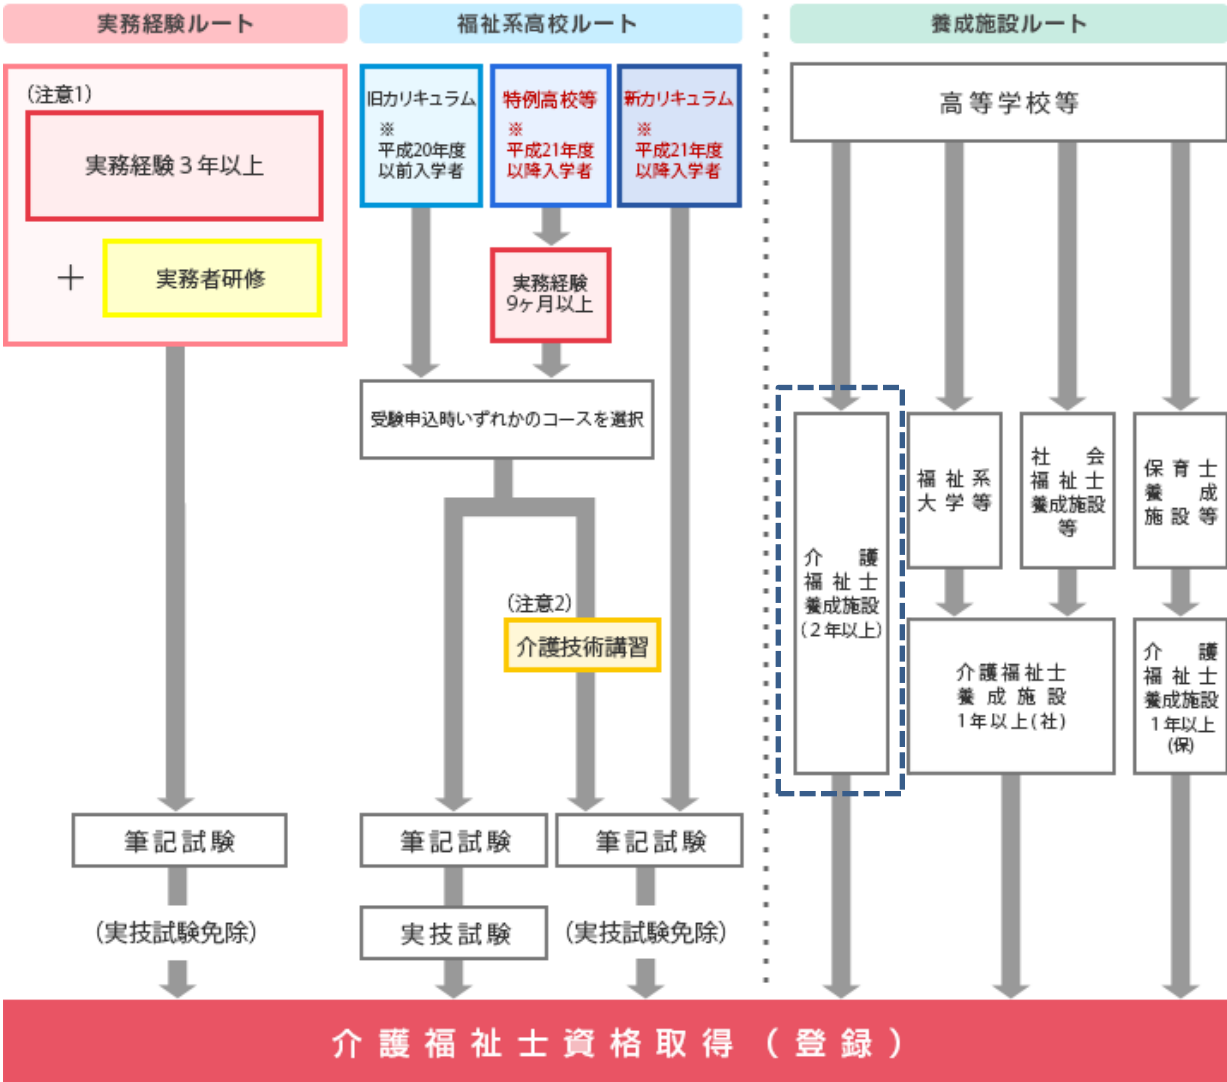 実務経験ルート
(注意1)
実務経験３年以上
＋
実務者研修
筆記試験
(実技試験免除)
福祉系高校ルート
旧カリキュラム
※
平成20年度
以前入学者
特例高校等
※
平成21年度
以降入学者
新カリキュラム
※
平成21年度
以降入学者
実務経験
9ヶ月以上
受験申込時いずれかのコースを選択
(注意2)
介護技術講習
筆記試験
実技試験
筆記試験
(実技試験免除)
養成施設ルート
高等学校等
介護
福祉士
養成施設
(２年以上)
福祉系
大学等
社会
福祉士
養成施設
等
保育士
養成
施設等
介護福祉士
養成施設
1年以上(社)
介護
福祉士
養成施設
1年以上
(保)
介護福祉士資格取得（登録）